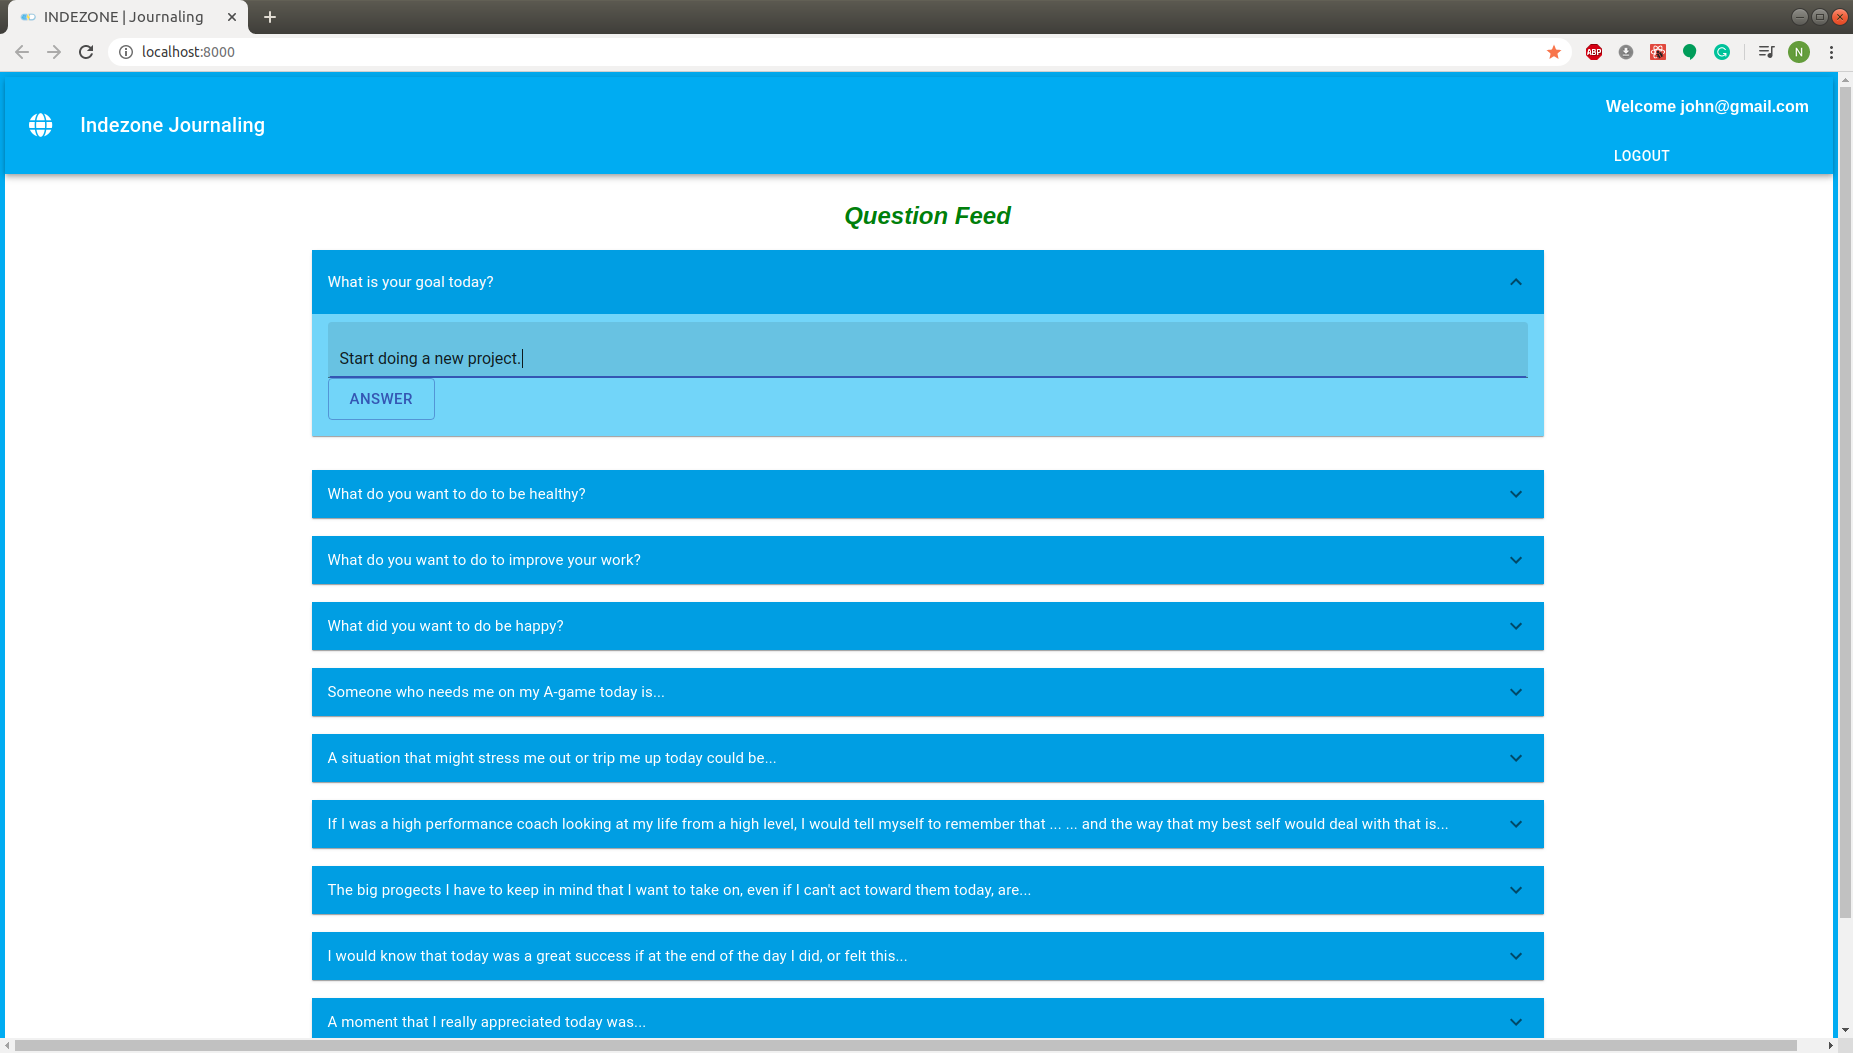 INDEZONE | Journaling
localhost:8000
ABP
N
Indezone Journaling
Welcome john@gmail.com
LOGOUT
Question Feed
What is your goal today?
Start doing a new project.
ANSWER
What do you want to do to be healthy?
What do you want to do to improve your work?
What did you want to do be happy?
Someone who needs me on my A-game today is...
A situation that might stress me out or trip me up today could be...
If I was a high performance coach looking at my life from a high level, I would tell myself to remember that ... ... and the way that my best self would deal with that is...
The big progects I have to keep in mind that I want to take on, even if I can't act toward them today, are...
I would know that today was a great success if at the end of the day I did, or felt this...
A moment that I really appreciated today was...